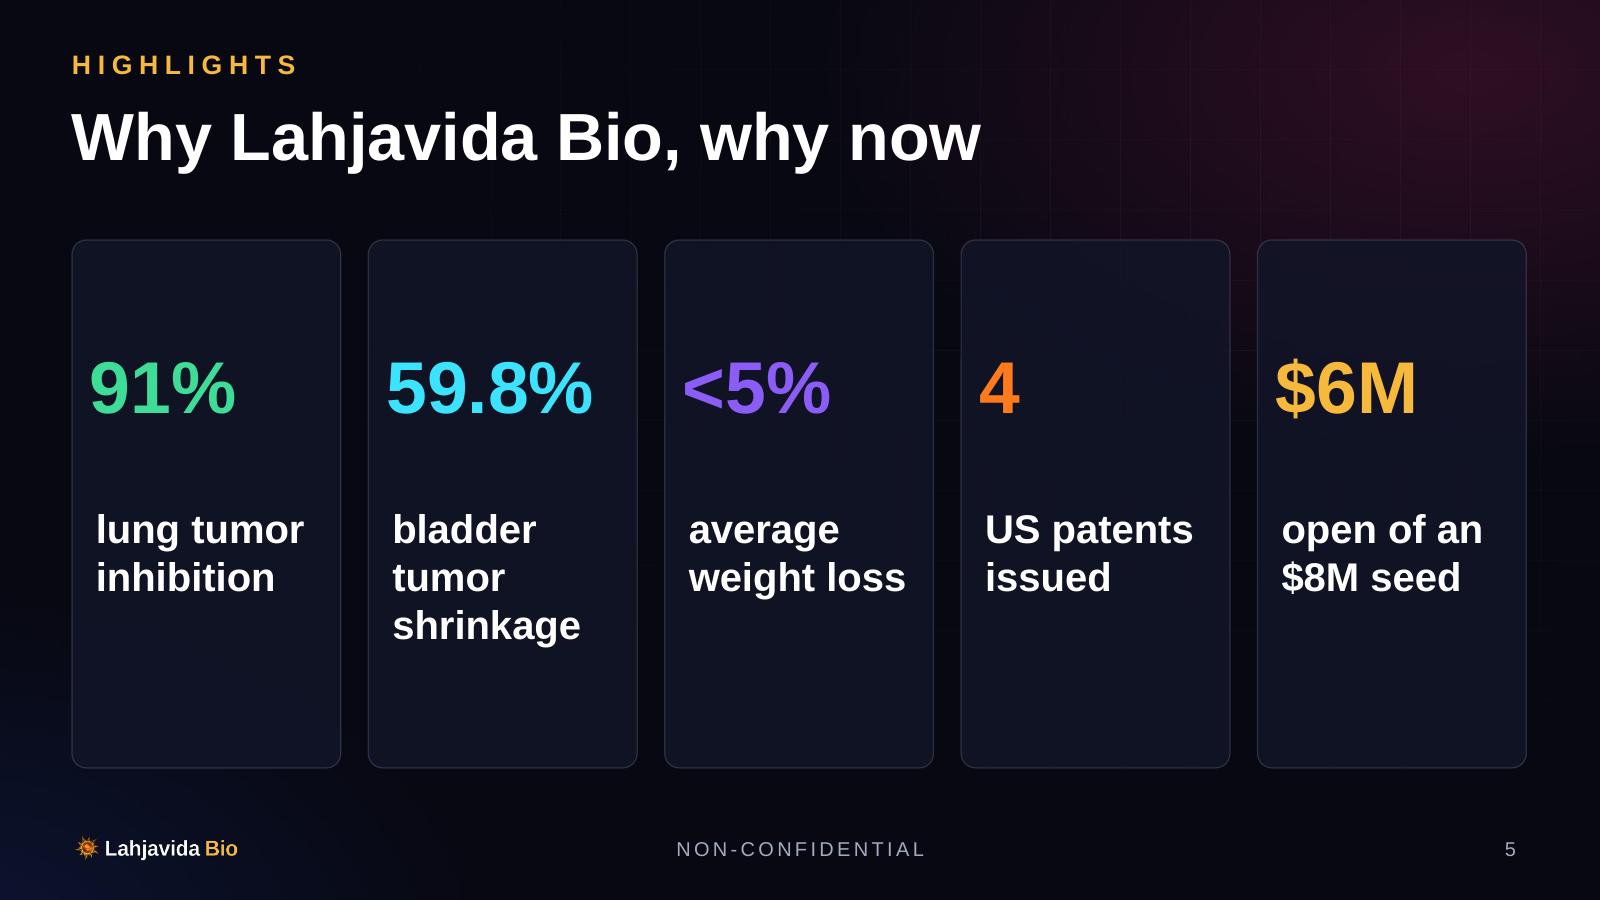 HIGHLIGHTS
Why Lahjavida Bio, why now
91%
lung tumor
inhibition
59.8%
bladder
tumor
shrinkage
<5%
average
weight loss
4
US patents
issued
$6M
open of an
$8M seed
Lahjavida Bio
NON-CONFIDENTIAL
5